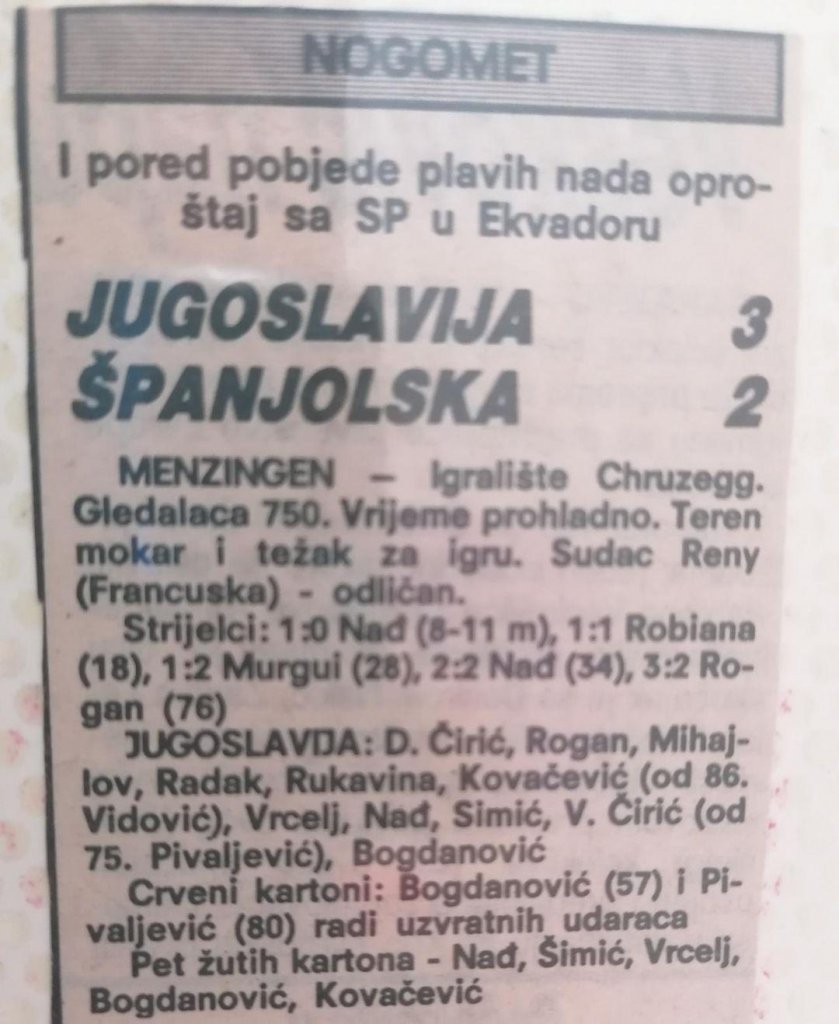 NOGOMET
I pored pobjede plavih nada opro-
štaj sa SP u Ekvadoru
JUGOSLAVIJA 3
ŠPANJOLSKA 2
MENZINGEN – Igralište Chruzegg.
Gledalaca 750. Vrijeme prohladno. Teren
mokar i težak za igru. Sudac Reny
(Francuska) - odličan.
Strijelci: 1:0 Nađ (8-11 m), 1:1 Robiana
(18), 1:2 Murgui (28), 2:2 Nađ (34), 3:2 Ro-
gan (76)
JUGOSLAVIJA: D. Ćirić, Rogan, Mihaj-
lov, Radak, Rukavina, Kovačević (od 86.
Vidović), Vrcelj, Nađ, Simić, V. Ćirić (od
75. Pivaljević), Bogdanović
Crveni kartoni: Bogdanović (57) i Pi-
valjević (80) radi uzvratnih udaraca
Pet žutih kartona - Nađ, Šimić, Vrcelj,
Bogdanović, Kovačević